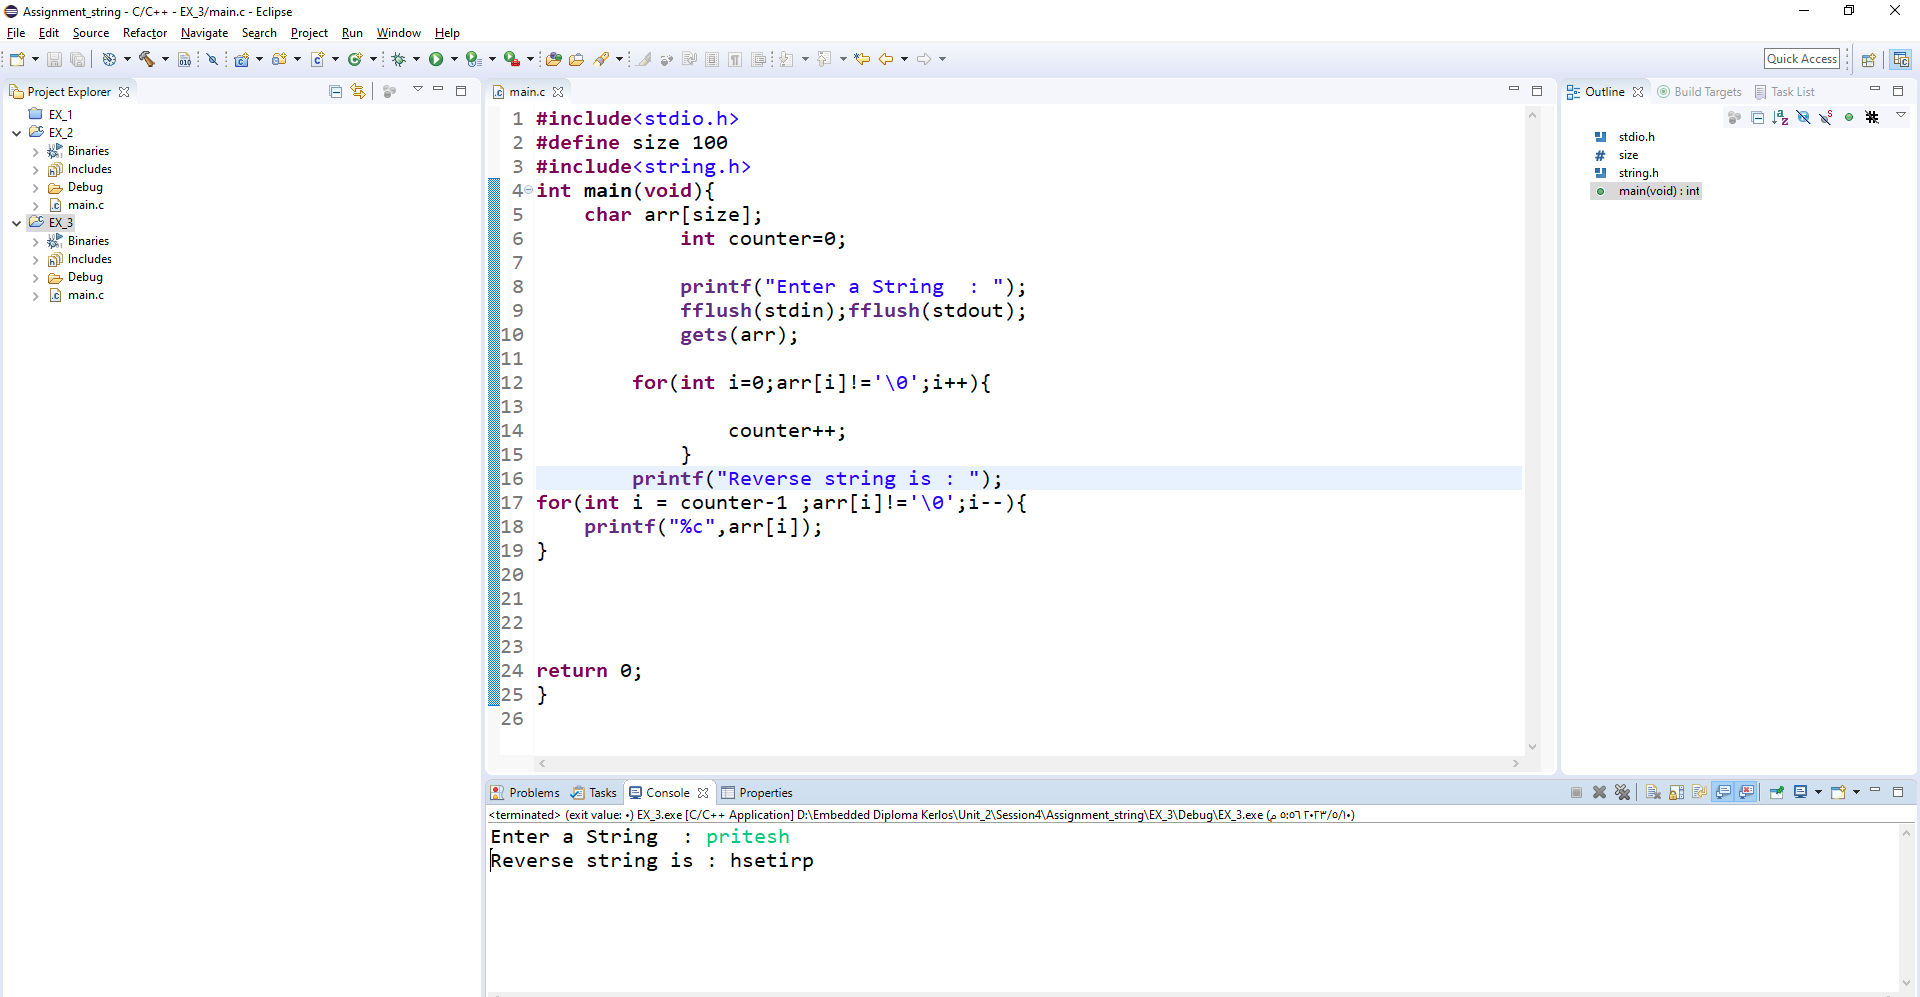 Assignment_string - C/C++ - EX_3/main.c - Eclipse
File Edit Source Refactor Navigate Search Project Run Window Help
Quick Access
Project Explorer
EX_1
EX_2
Binaries
Includes
Debug
main.c
EX_3
Binaries
Includes
Debug
main.c
main.c
1 #include<stdio.h>
2 #define size 100
3 #include<string.h>
4 int main(void){
5     char arr[size];
6             int counter=0;
7
8             printf("Enter a String  : ");
9             fflush(stdin);fflush(stdout);
10             gets(arr);
11
12         for(int i=0;arr[i]!='\0';i++){
13
14                 counter++;
15             }
16         printf("Reverse string is : ");
17 for(int i = counter-1 ;arr[i]!='\0';i--){
18     printf("%c",arr[i]);
19 }
20
21
22
23
24 return 0;
25 }
26
Outline Build Targets Task List
stdio.h
# size
string.h
main(void) : int
Problems Tasks Console Properties
<terminated> (exit value: ٠) EX_3.exe [C/C++ Application] D:\Embedded Diploma Kerlos\Unit_2\Session4\Assignment_string\EX_3\Debug\EX_3.exe (٢٠٢٣/٥/١٠ ٥:٥٦ م)
Enter a String  : pritesh
Reverse string is : hsetirp